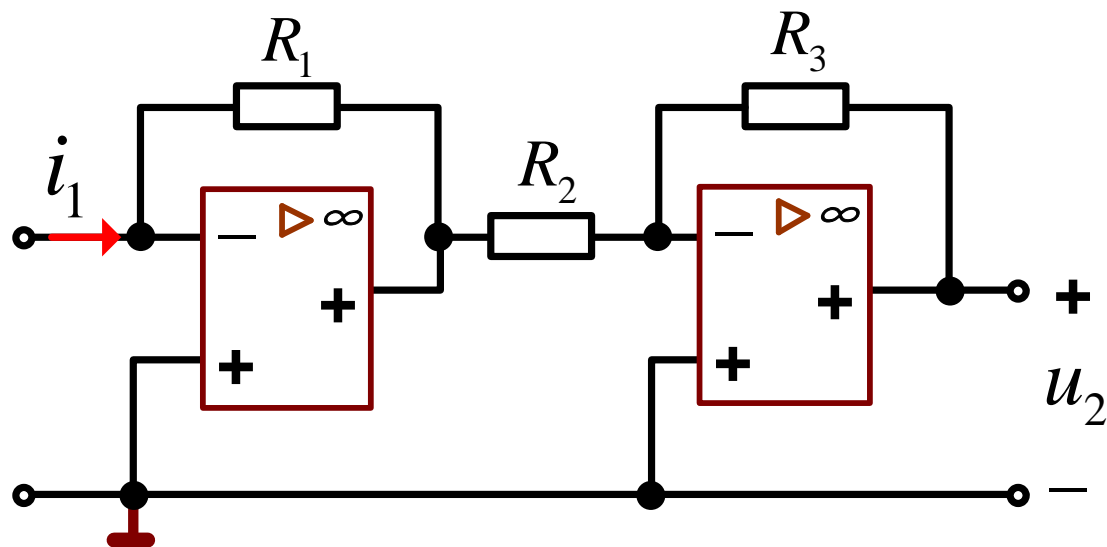 R₁
R₃
R₂
i₁
▷ ∞
▷ ∞
−
−
+
+
+
+
+
u₂
−